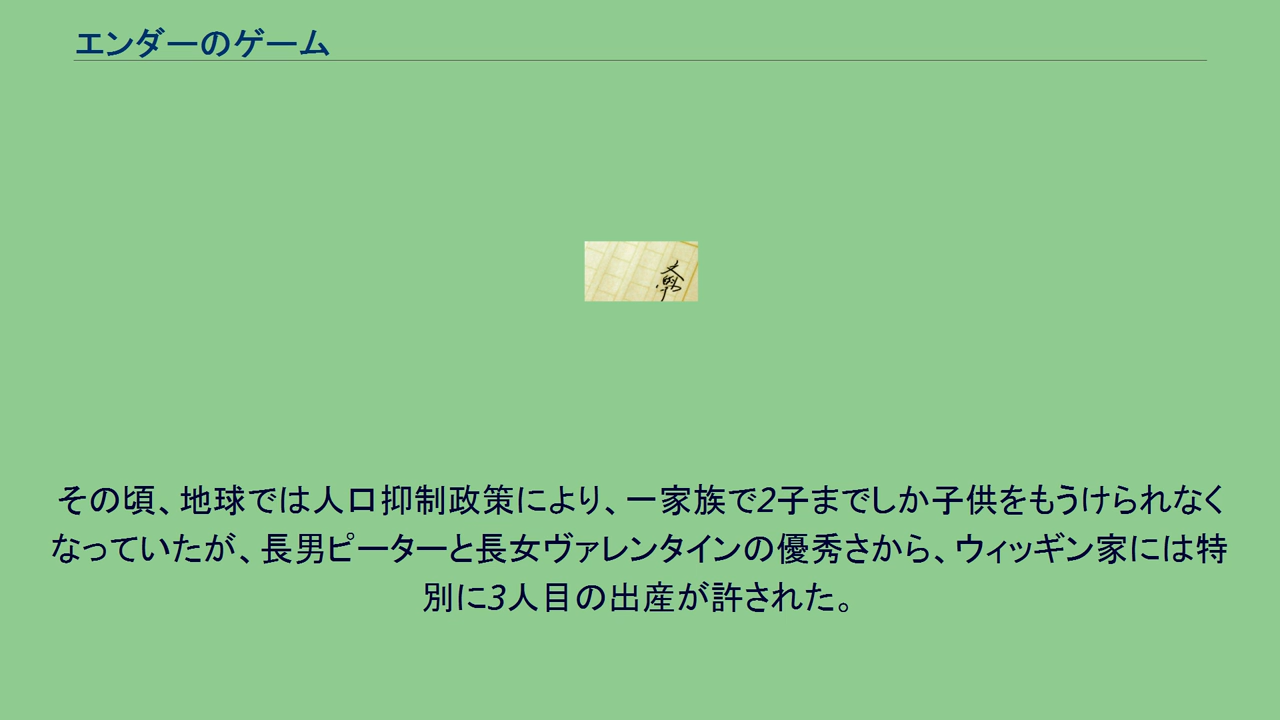 エンダーのゲーム
その頃、地球では人口抑制政策により、一家族で2子までしか子供をもうけられなく
なっていたが、長男ピーターと長女ヴァレンタインの優秀さから、ウィッギン家には特
別に3人目の出産が許された。